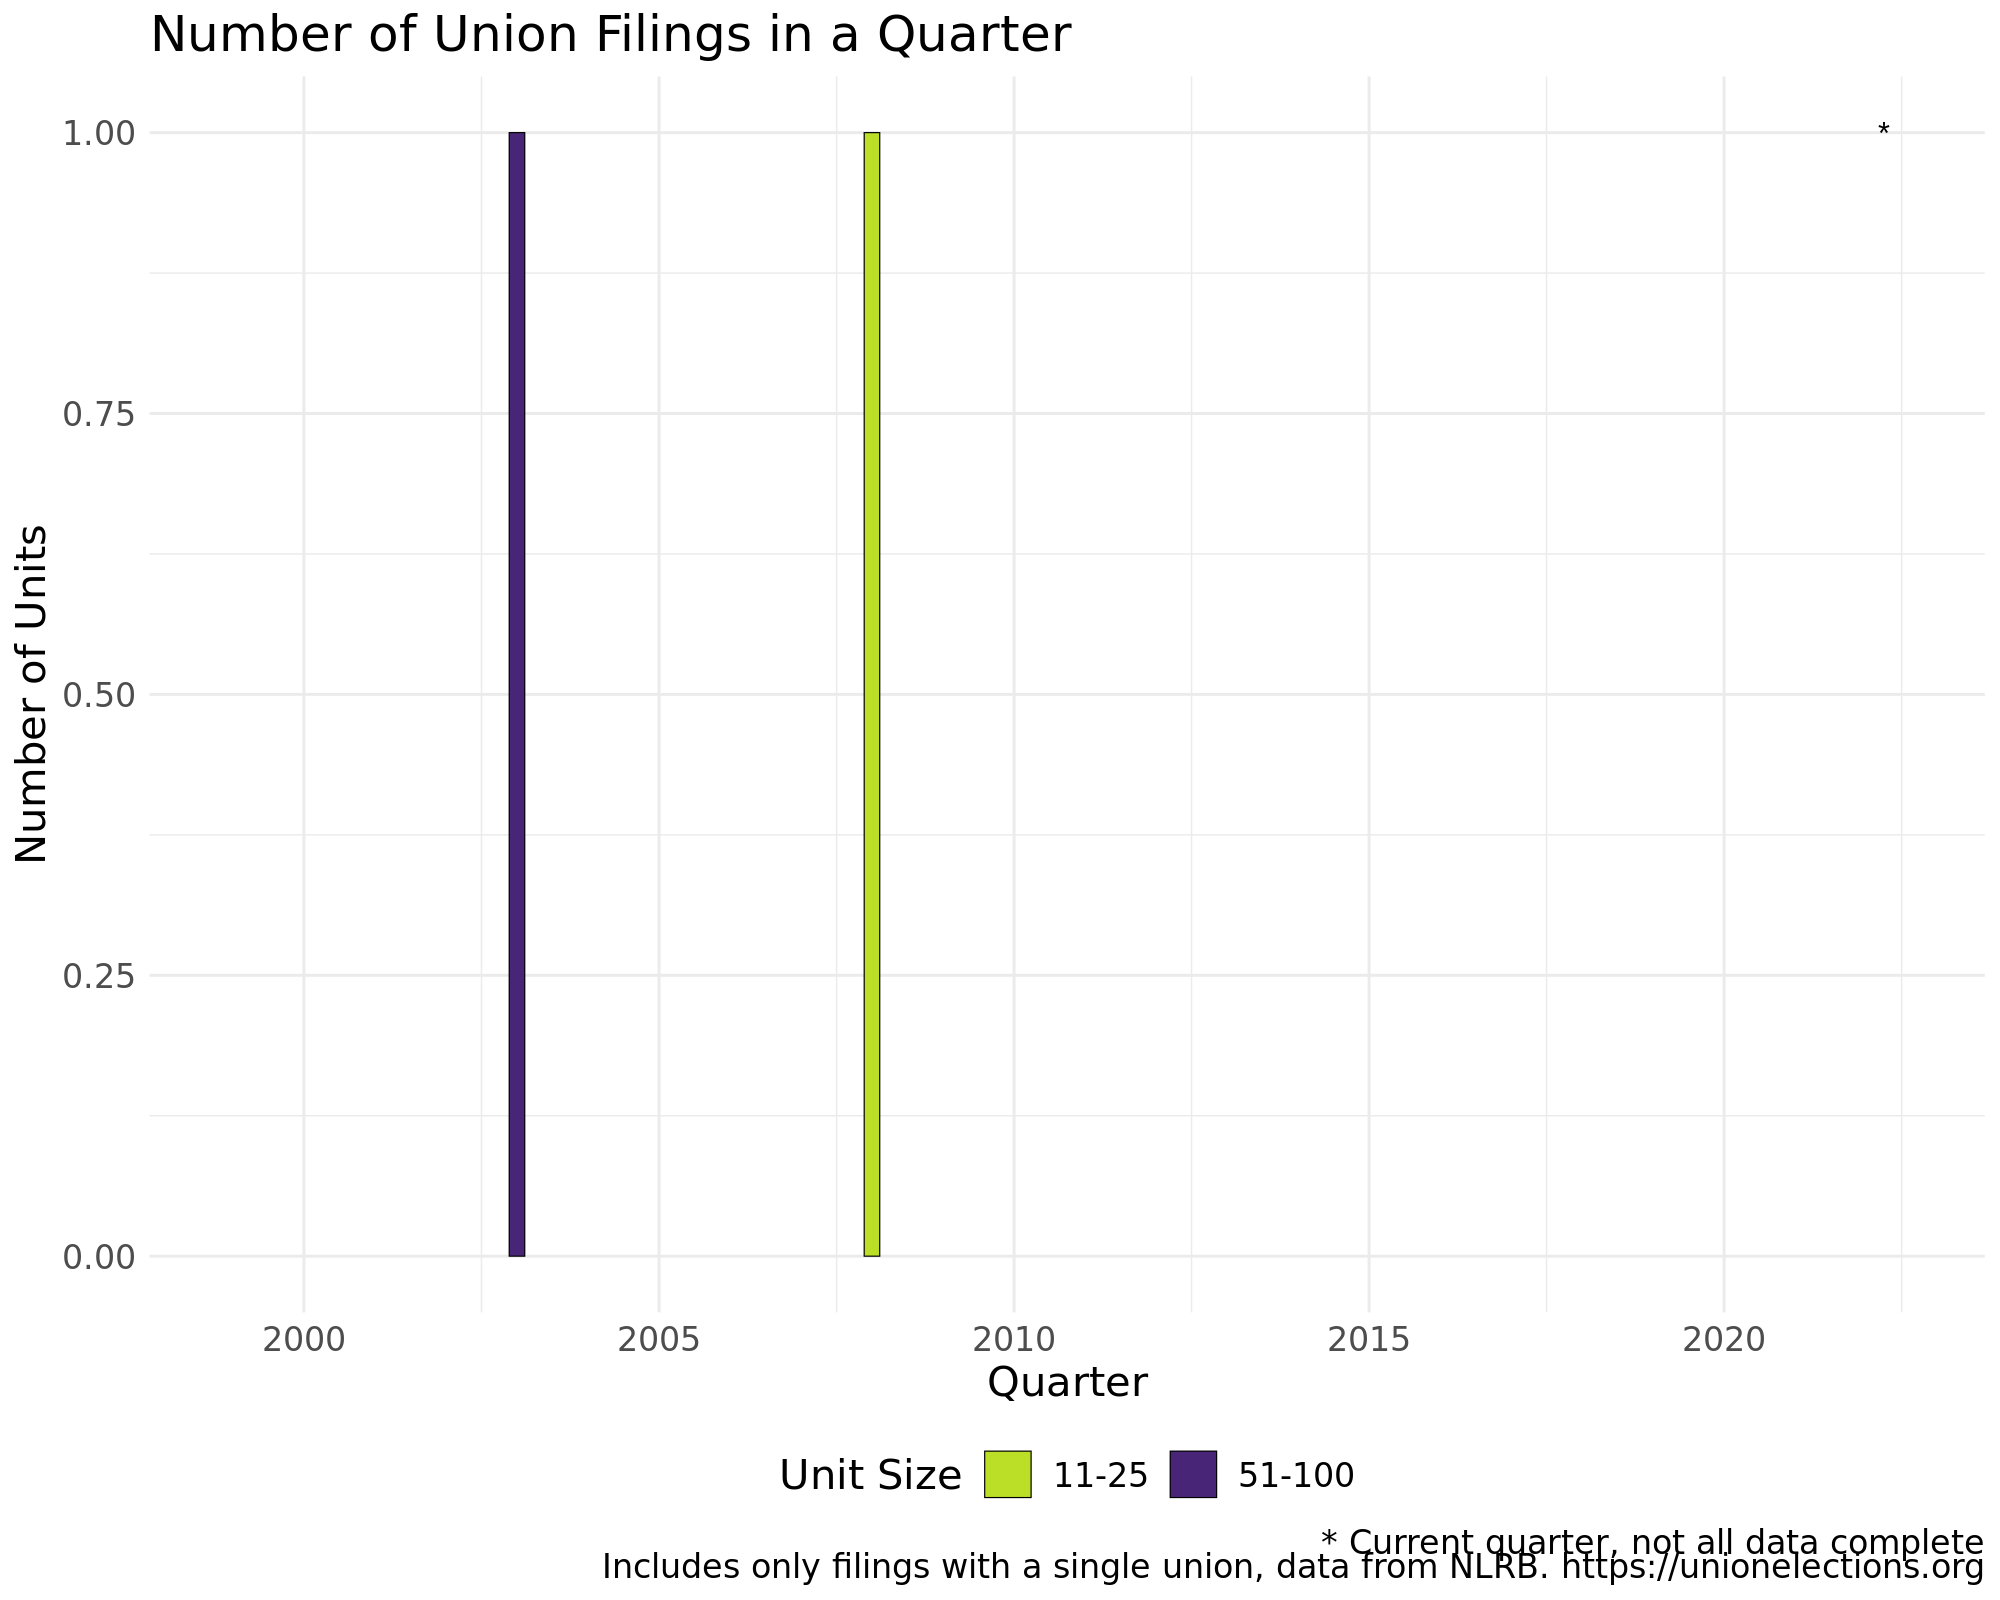 Number of Union Filings in a Quarter
1.00
*
0.75
0.50
0.25
0.00
Number of Units
2000 2005 2010 2015 2020
Quarter
Unit Size 11-25 51-100
* Current quarter, not all data complete
Includes only filings with a single union, data from NLRB. https://unionelections.org